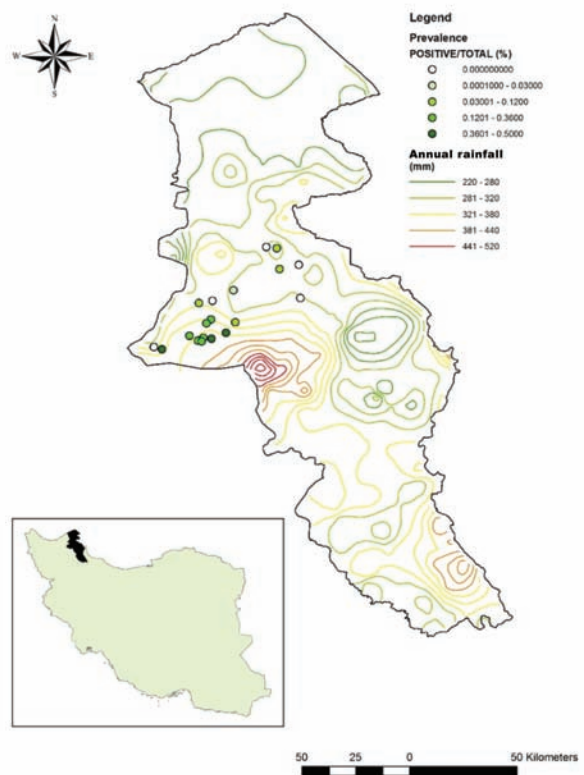 N
W E
S
Legend
Prevalence
POSITIVE/TOTAL (%)
0.000000000
0.0001000 - 0.03000
0.03001 - 0.1200
0.1201 - 0.3600
0.3601 - 0.5000
Annual rainfall
(mm)
220 - 280
281 - 320
321 - 380
381 - 440
441 - 520
50 25 0 50 Kilometers